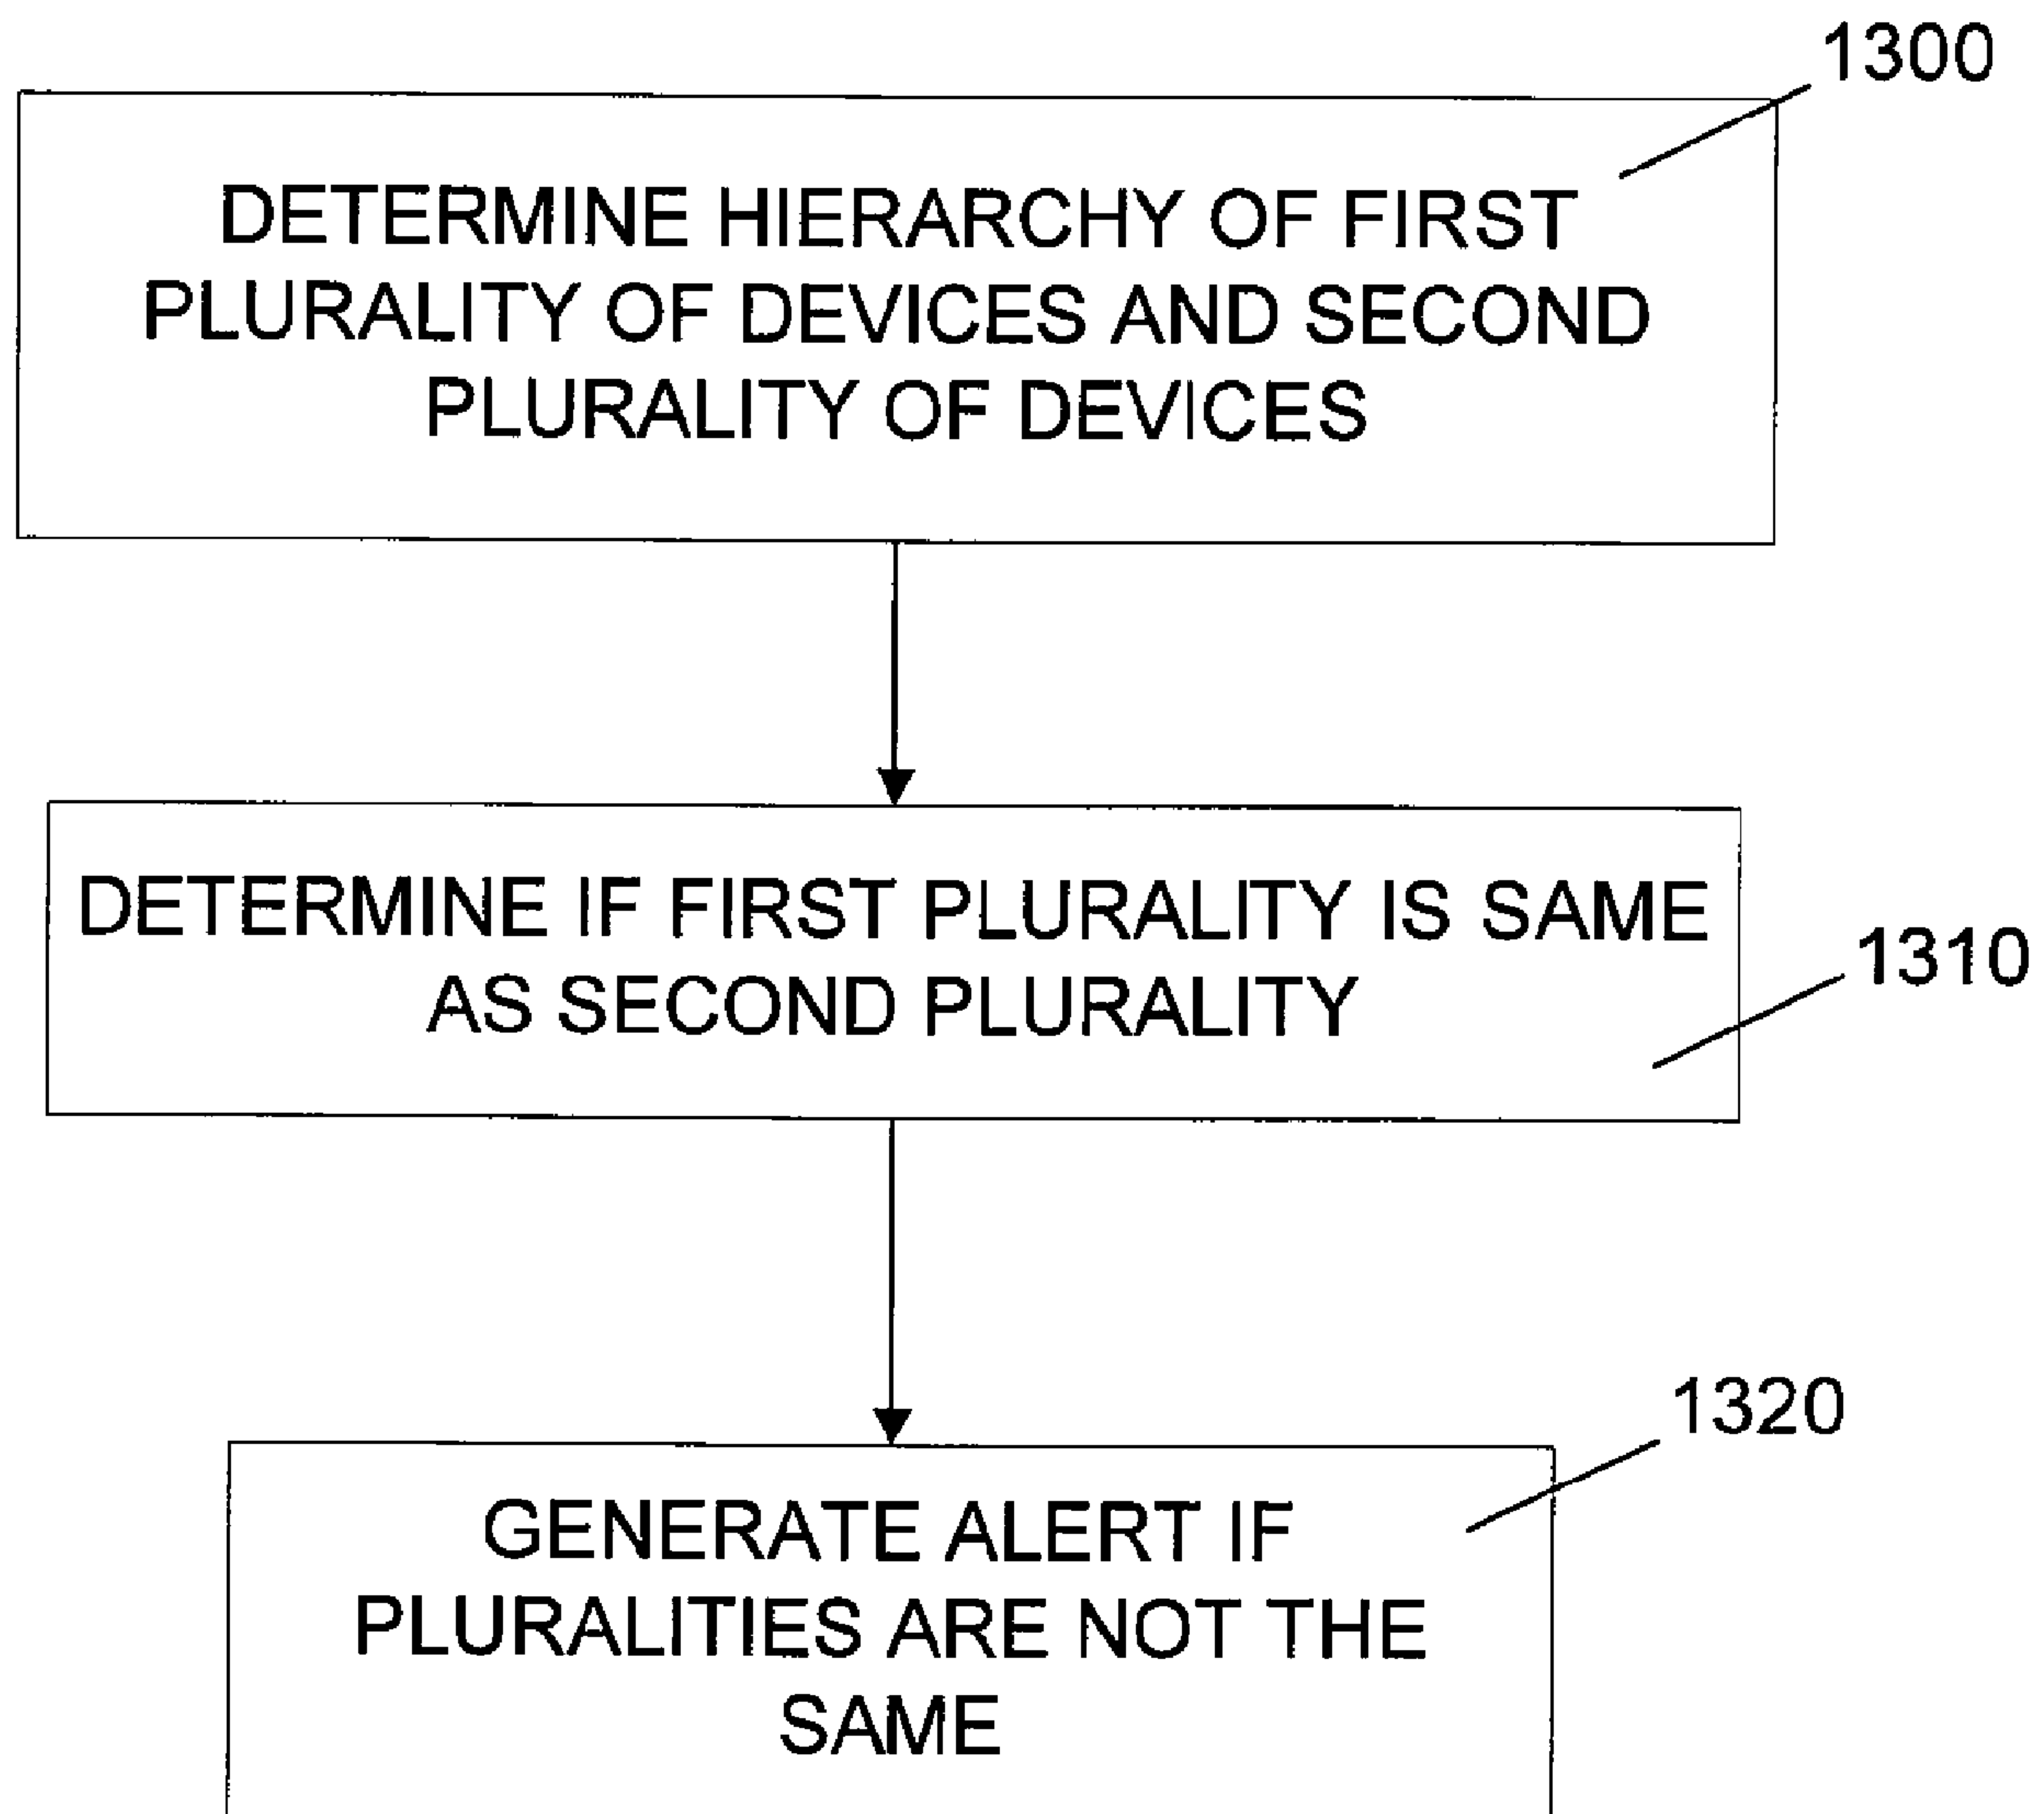 1300
DETERMINE HIERARCHY OF FIRST
PLURALITY OF DEVICES AND SECOND
PLURALITY OF DEVICES
DETERMINE IF FIRST PLURALITY IS SAME
AS SECOND PLURALITY
1310
1320
GENERATE ALERT IF
PLURALITIES ARE NOT THE
SAME